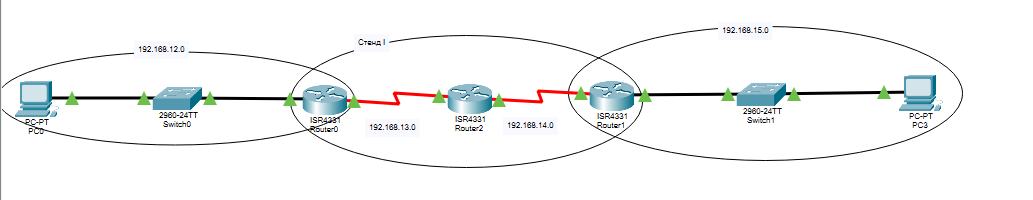 192.168.12.0
Стенд I
192.168.15.0
PC-PT
PC0
2960-24TT
Switch0
ISR4331
Router0
192.168.13.0
ISR4331
Router2
192.168.14.0
ISR4331
Router1
2960-24TT
Switch1
PC-PT
PC3